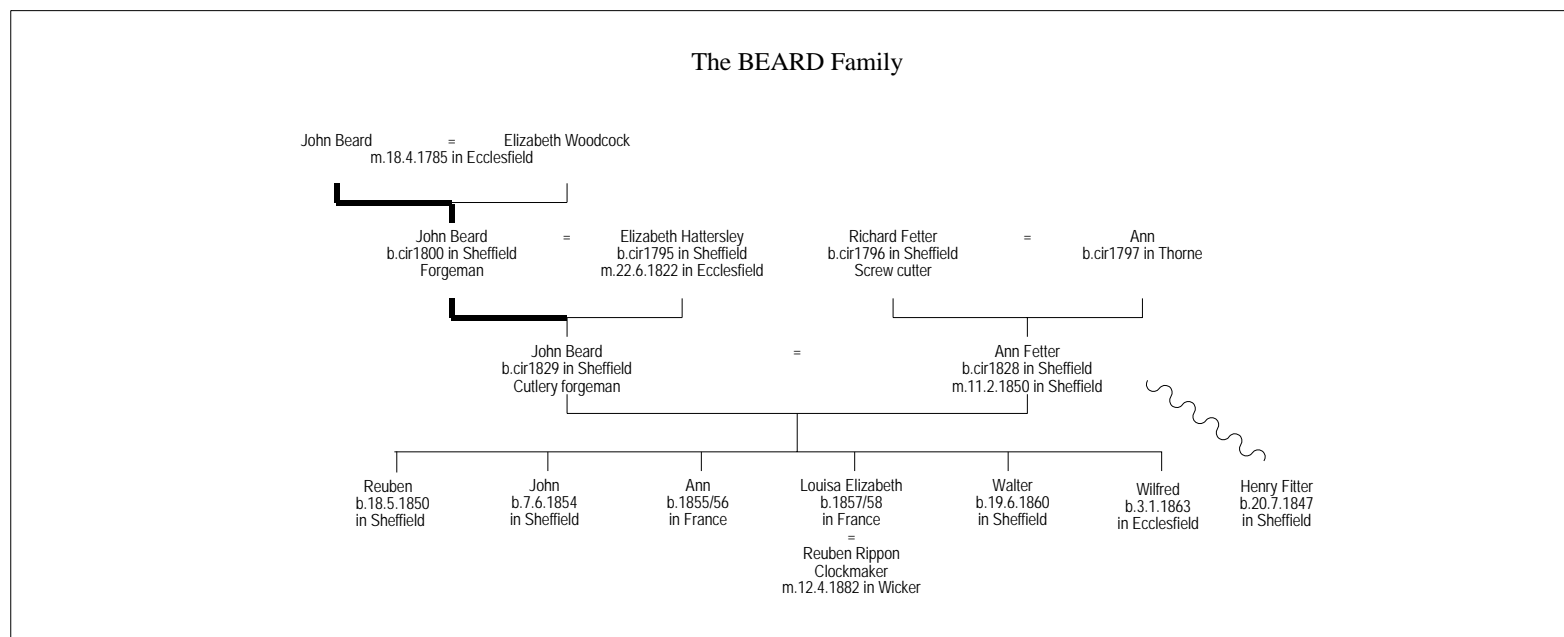 The BEARD Family
John Beard = Elizabeth Woodcock
m.18.4.1785 in Ecclesfield
John Beard = Elizabeth Hattersley
b.cir1800 in Sheffield b.cir1795 in Sheffield
Forgeman m.22.6.1822 in Ecclesfield
Richard Fetter = Ann
b.cir1796 in Sheffield b.cir1797 in Thorne
Screw cutter
John Beard = Ann Fetter
b.cir1829 in Sheffield b.cir1828 in Sheffield
Cutlery forgeman m.11.2.1850 in Sheffield
Reuben
b.18.5.1850
in Sheffield
John
b.7.6.1854
in Sheffield
Ann
b.1855/56
in France
Louisa Elizabeth
b.1857/58
in France
=
Reuben Rippon
Clockmaker
m.12.4.1882 in Wicker
Walter
b.19.6.1860
in Sheffield
Wilfred
b.3.1.1863
in Ecclesfield
Henry Fitter
b.20.7.1847
in Sheffield